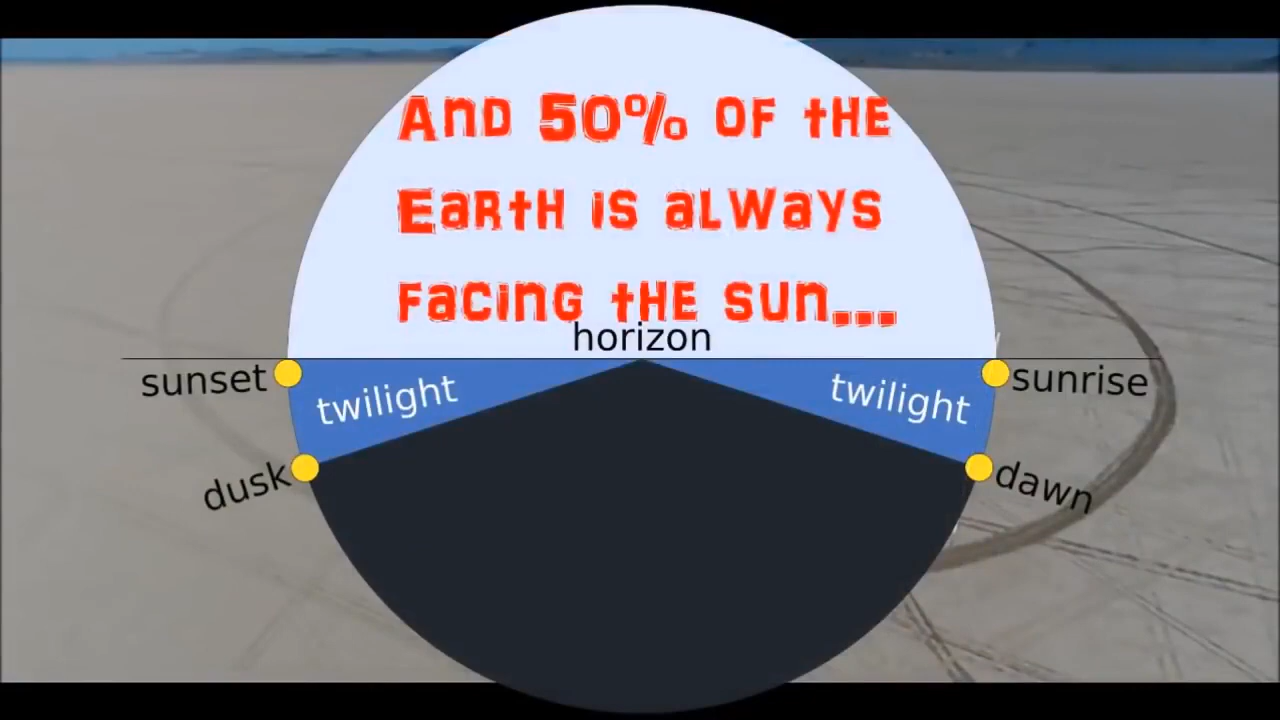 And 50% of the
Earth is always
facing the sun...
horizon
sunset
sunrise
twilight
twilight
dusk
dawn